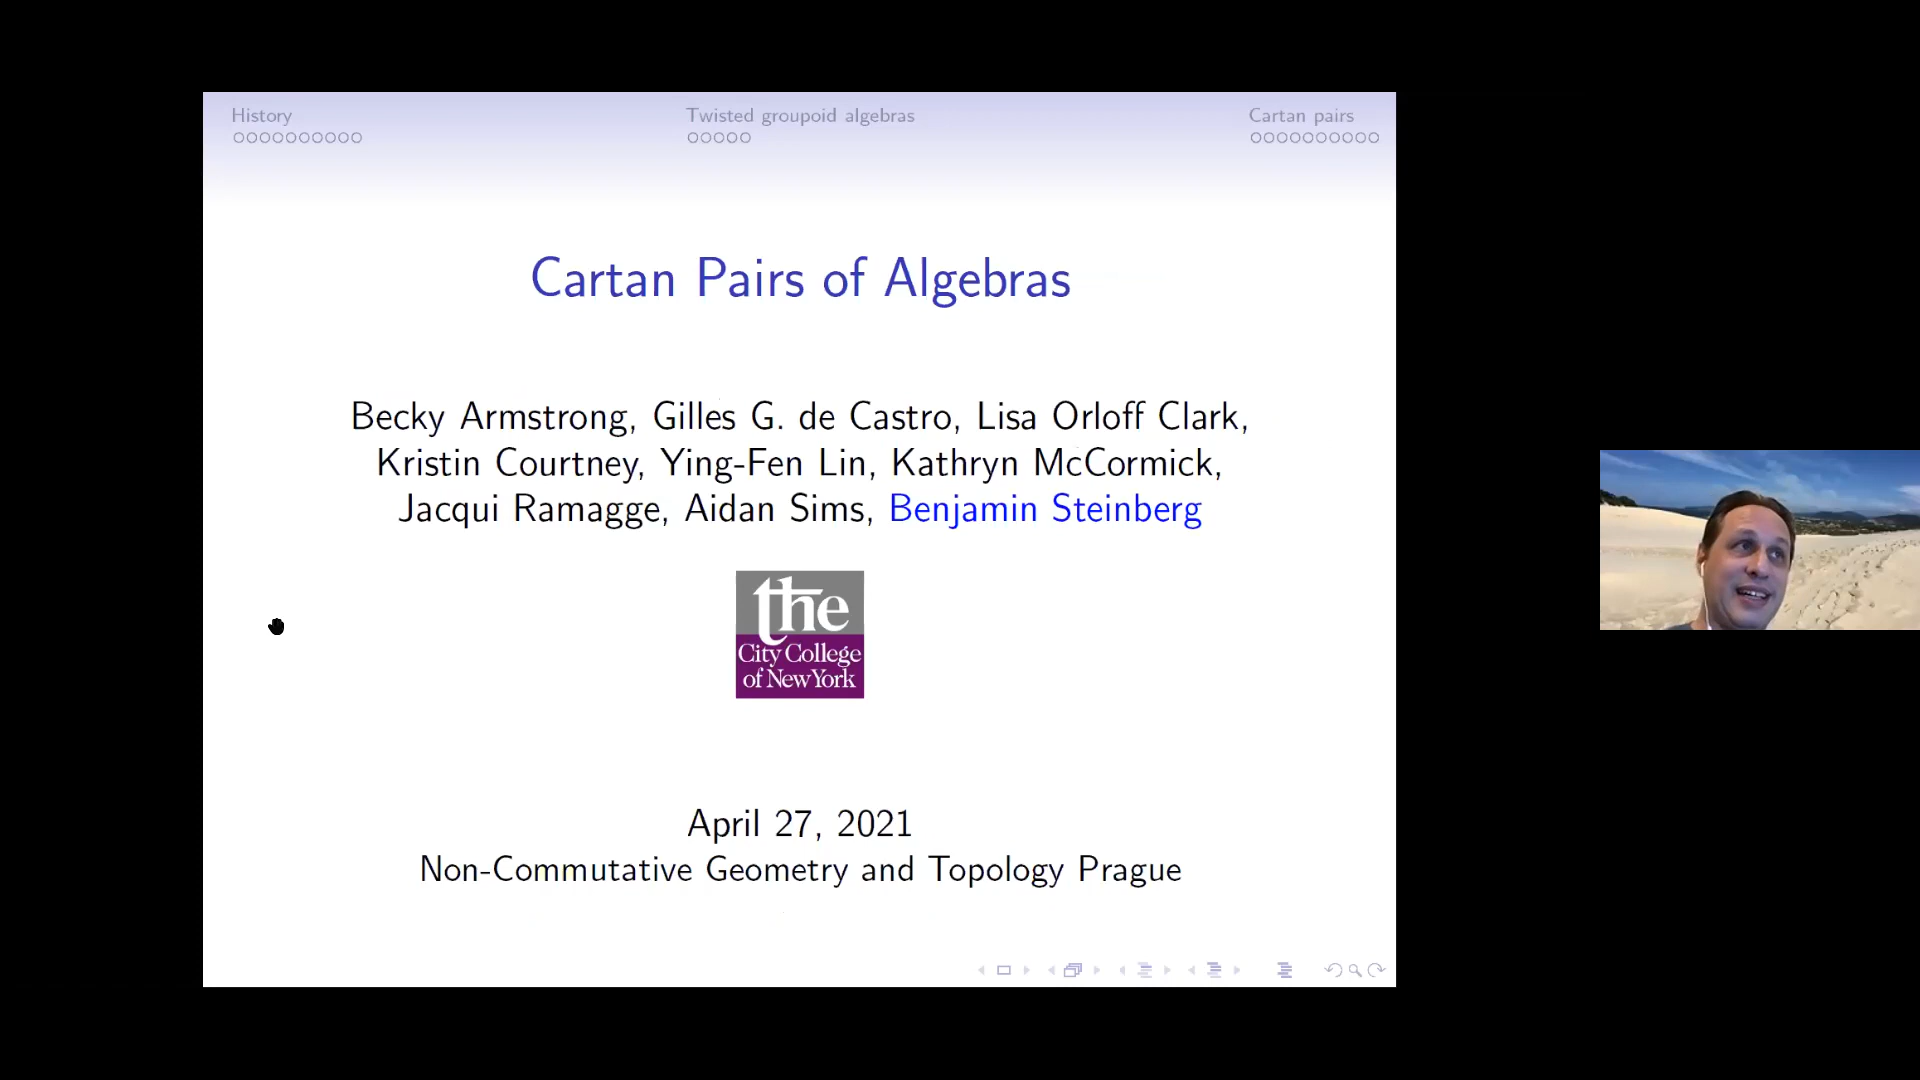 History
Twisted groupoid algebras
Cartan pairs
Cartan Pairs of Algebras
Becky Armstrong, Gilles G. de Castro, Lisa Orloff Clark,
Kristin Courtney, Ying-Fen Lin, Kathryn McCormick,
Jacqui Ramagge, Aidan Sims, Benjamin Steinberg
the
City College
of New York
April 27, 2021
Non-Commutative Geometry and Topology Prague